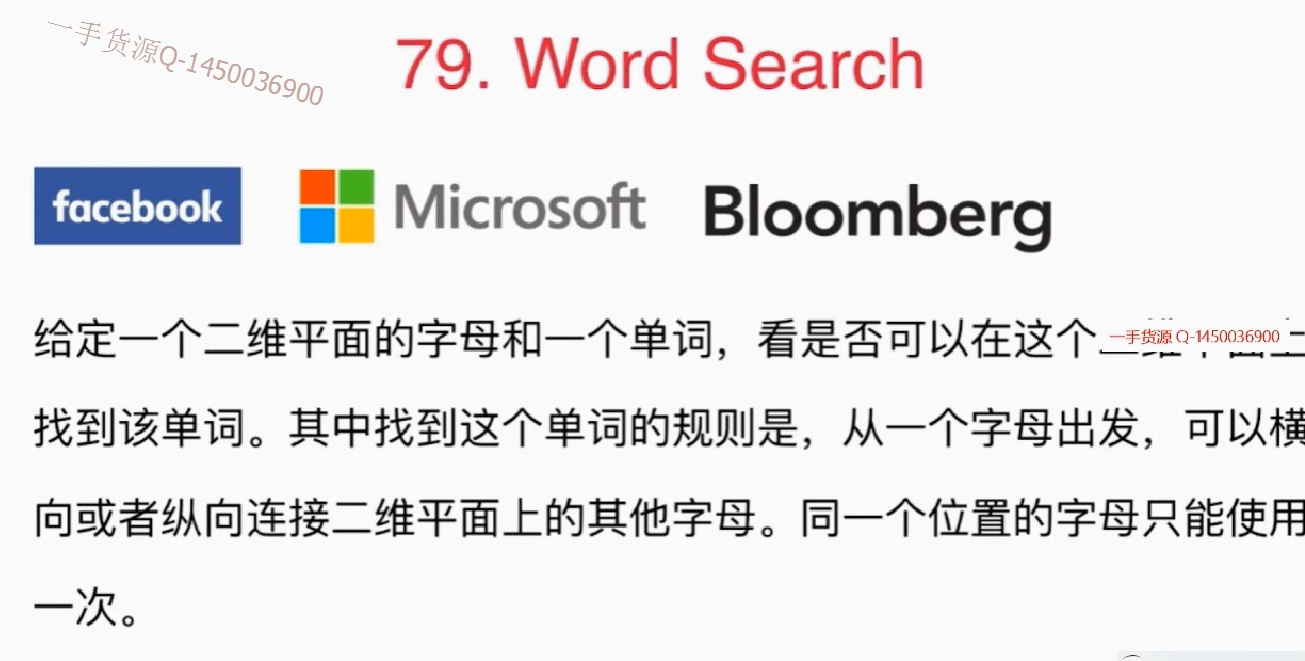 一手货源Q-1450036900
79. Word Search
facebook Microsoft Bloomberg
给定一个二维平面的字母和一个单词，看是否可以在这个
一手货源 Q-1450036900
找到该单词。其中找到这个单词的规则是，从一个字母出发，可以横
向或者纵向连接二维平面上的其他字母。同一个位置的字母只能使用
一次。